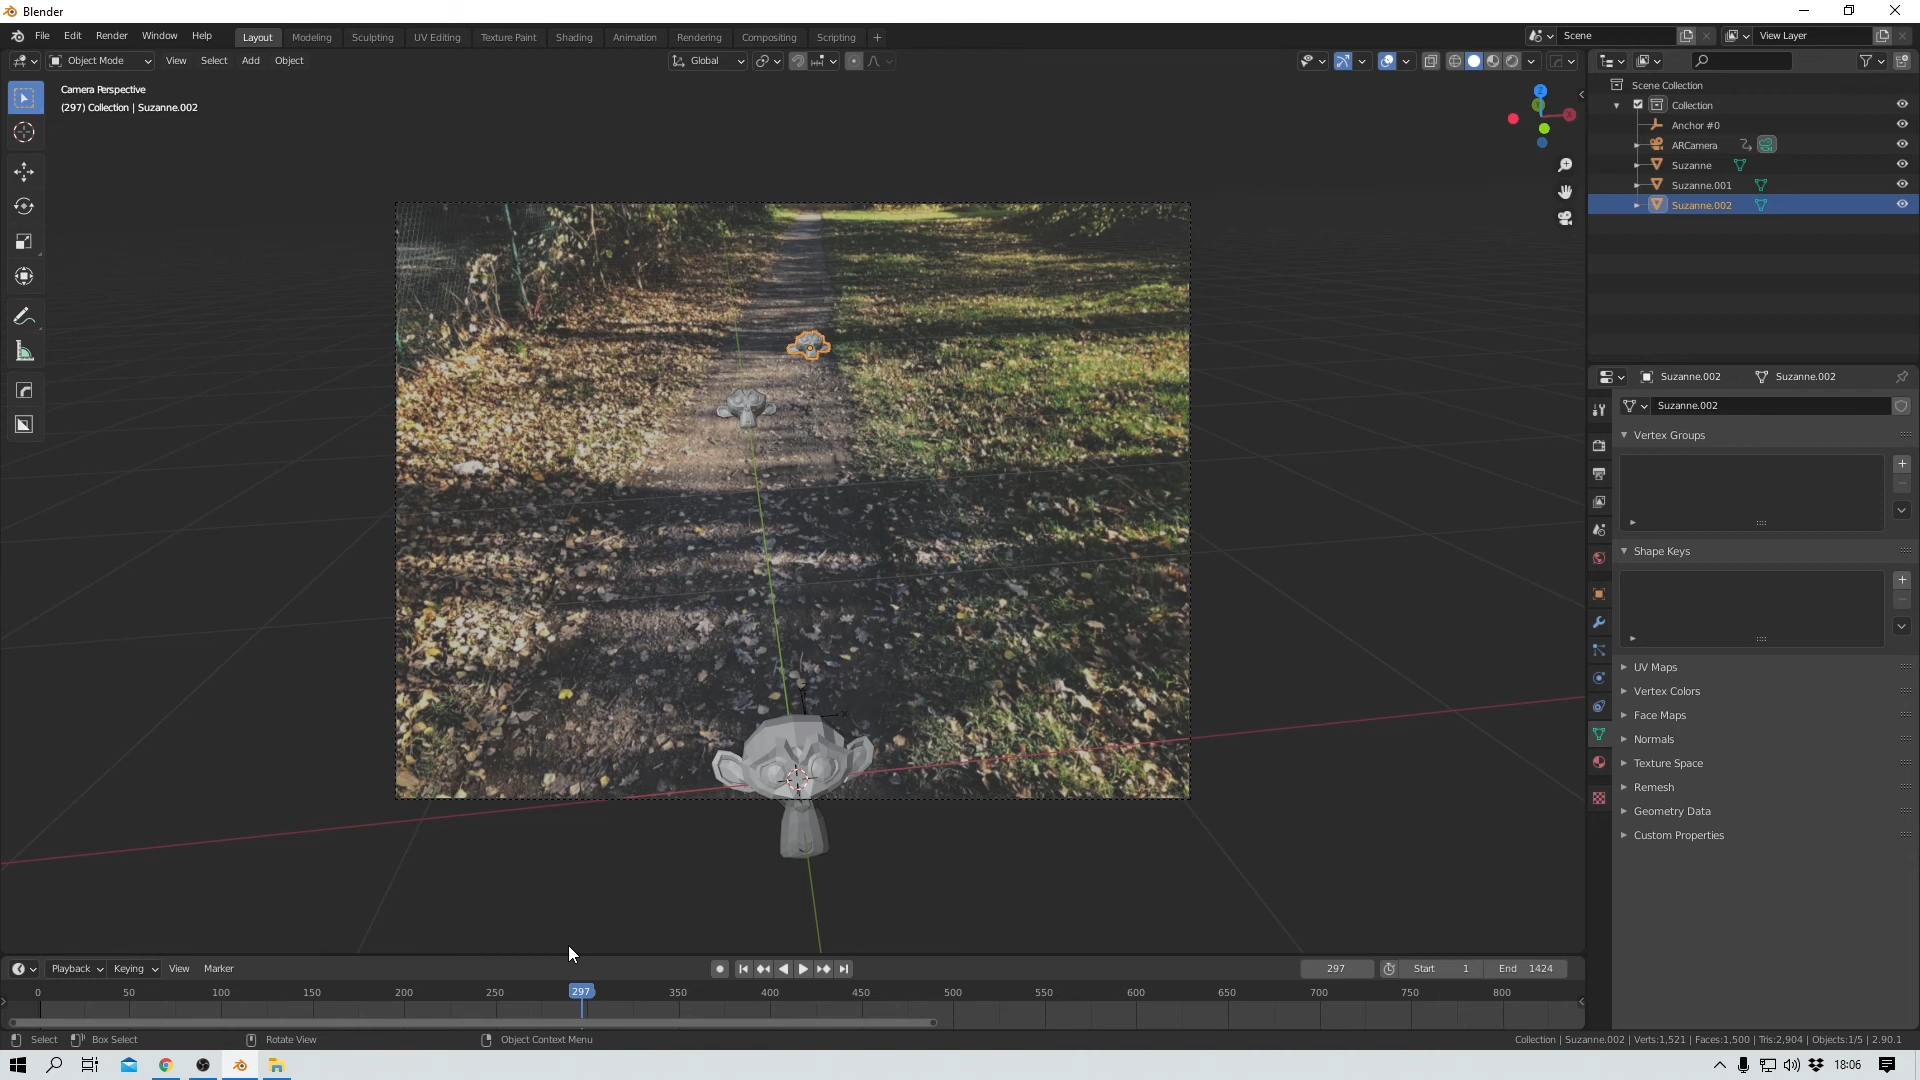 Blender
File Edit Render Window Help
Layout Modeling Sculpting UV Editing Texture Paint Shading Animation Rendering Compositing Scripting +
Scene
View Layer
Object Mode View Select Add Object
Global
Camera Perspective
(297) Collection | Suzanne.002
Z
X
Scene Collection
Collection
Anchor #0
ARCamera
Suzanne
Suzanne.001
Suzanne.002
Suzanne.002 Suzanne.002
Suzanne.002
Vertex Groups
Shape Keys
UV Maps
Vertex Colors
Face Maps
Normals
Texture Space
Remesh
Geometry Data
Custom Properties
Playback Keying View Marker
297 Start 1 End 1424
0 50 100 150 200 250 297 350 400 450 500 550 600 650 700 750 800
Select Box Select Rotate View Object Context Menu
Collection | Suzanne.002 | Verts:1,521 | Faces:1,500 | Tris:2,904 | Objects:1/5 | 2.90.1
18:06